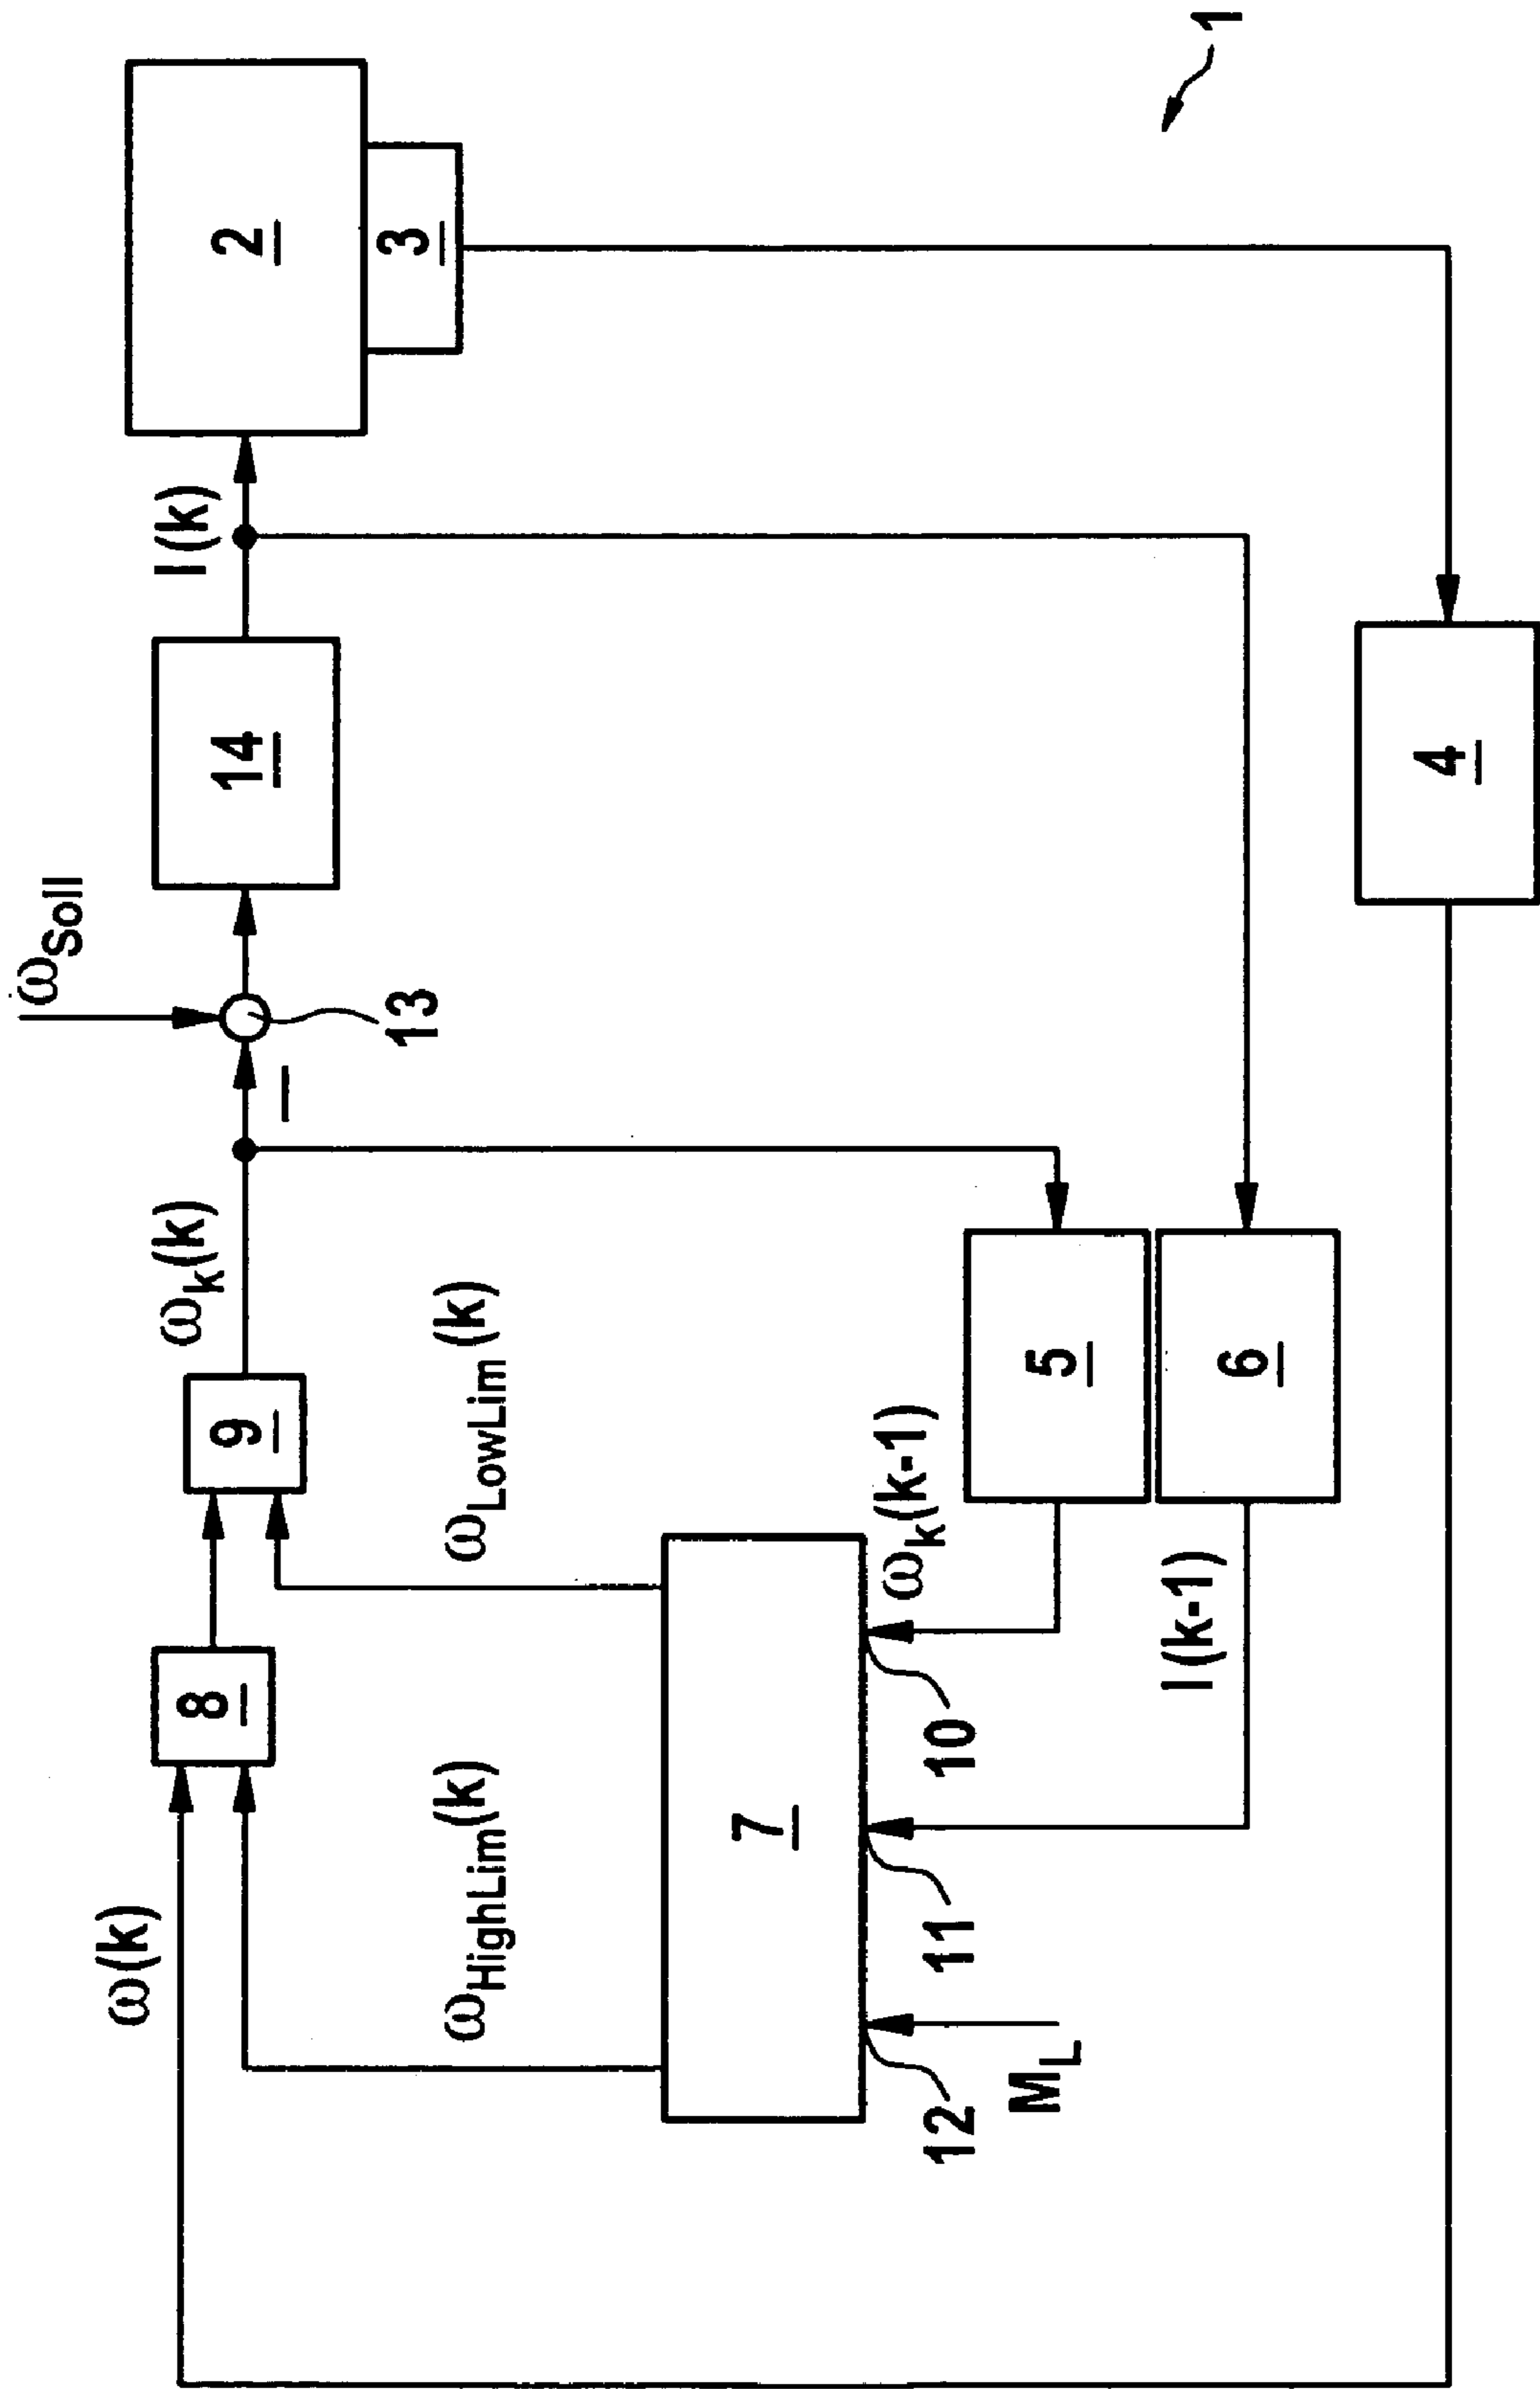 1
ω(k)
ω_k(k)
ω_Soll
I(k)
8
9
13
14
2
3
ω_HighLim(k)
ω_LowLim(k)
7
12
11
10
M_L
ω_k(k-1)
I(k-1)
5
6
4